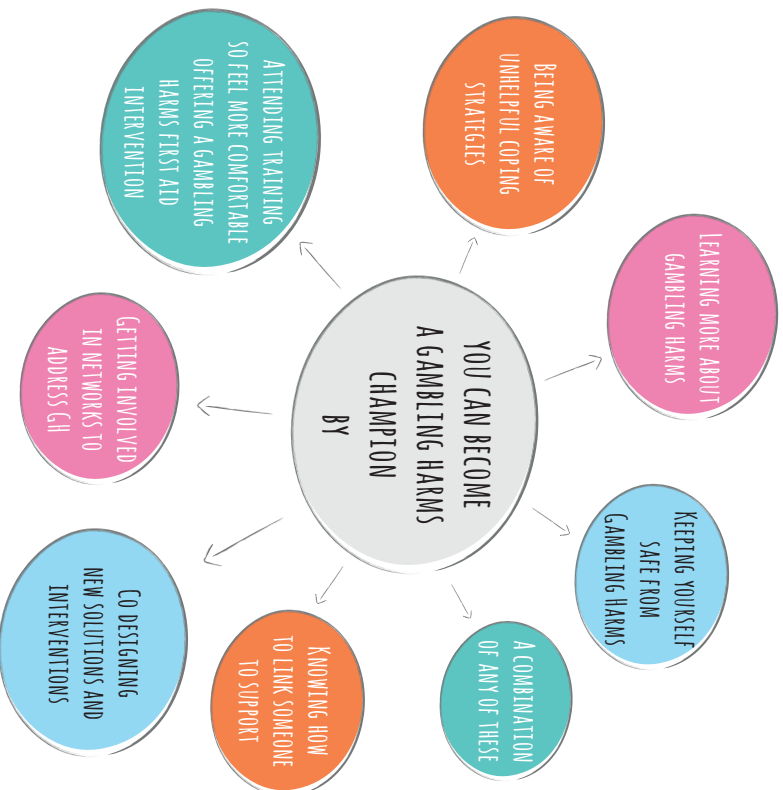 YOU CAN BECOME
A GAMBLING HARMS
CHAMPION
BY
LEARNING MORE ABOUT
GAMBLING HARMS
KEEPING YOURSELF
SAFE FROM
GAMBLING HARMS
A COMBINATION
OF ANY OF THESE
KNOWING HOW
TO LINK SOMEONE
TO SUPPORT
CO DESIGNING
NEW SOLUTIONS AND
INTERVENTIONS
GETTING INVOLVED
IN NETWORKS TO
ADDRESS GH
ATTENDING TRAINING
SO FEEL MORE COMFORTABLE
OFFERING A GAMBLING
HARMS FIRST AID
INTERVENTION
BEING AWARE OF
UNHELPFUL COPING
STRATEGIES